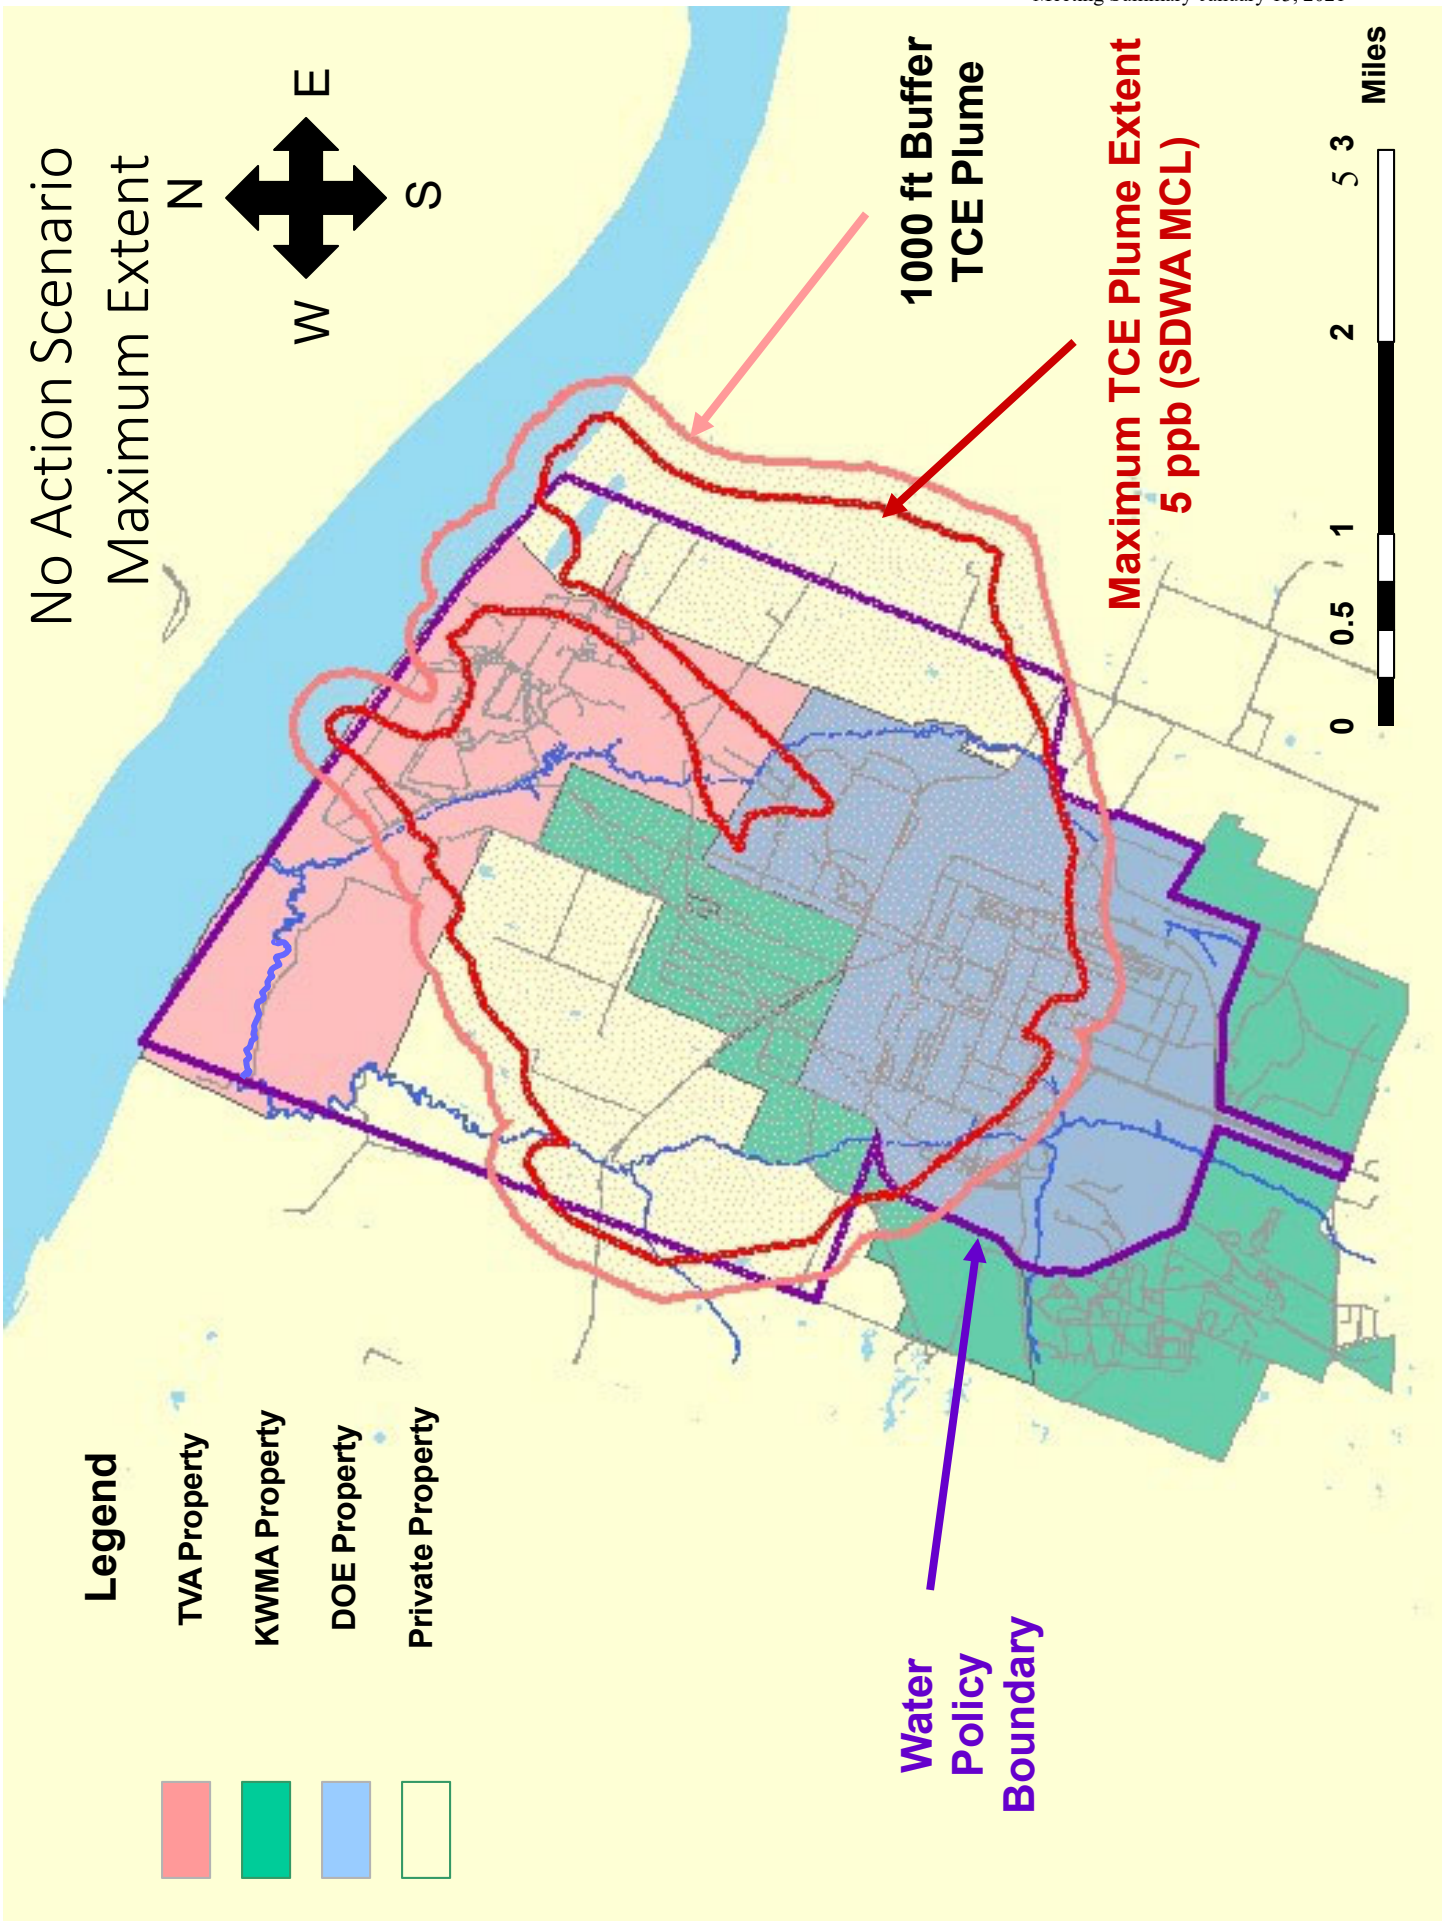 No Action Scenario
Maximum Extent
N
W
E
S
Legend
TVA Property
KWMA Property
DOE Property
Private Property
1000 ft Buffer
TCE Plume
Maximum TCE Plume Extent
5 ppb (SDWA MCL)
Water
Policy
Boundary
0 0.5 1 2 3 Miles
5